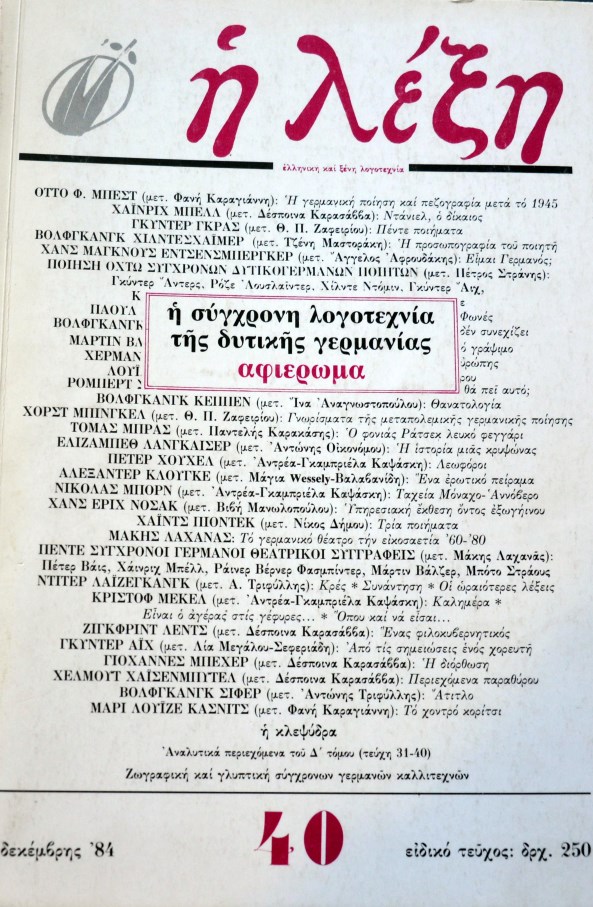 ἡ λέξη
ἑλληνική καί ξένη λογοτεχνία
ΟΤΤΟ Φ. ΜΠΕΣΤ (μετ. Φανή Καραγιάννη): Ἡ γερμανική ποίηση καί πεζογραφία μετά τό 1945
ΧΑΪΝΡΙΧ ΜΠΕΛΛ (μετ. Δέσποινα Καρασάββα): Ντάνιελ, ὁ δίκαιος
ΓΚΥΝΤΕΡ ΓΚΡΑΣ (μετ. Θ. Π. Ζαφειρίου): Πέντε ποιήματα
ΒΟΛΦΓΚΑΝΓΚ ΧΙΛΝΤΕΣΧΑΪΜΕΡ (μετ. Τζένη Μαστοράκη): Ἡ προσωπογραφία τοῦ ποιητῆ
ΧΑΝΣ ΜΑΓΚΝΟΥΣ ΕΝΤΣΕΝΣΜΠΕΡΓΚΕΡ (μετ. Ἄγγελος Ἀφρουδάκης): Εἶμαι Γερμανός;
ΠΟΙΗΣΗ ΟΧΤΩ ΣΥΓΧΡΟΝΩΝ ΔΥΤΙΚΟΓΕΡΜΑΝΩΝ ΠΟΙΗΤΩΝ (μετ. Πέτρος Στράνης):
Γκύντερ Ἄντερς, Ρόζε Ἀουσλαίντερ, Χίλντε Ντόμιν, Γκύντερ Ἄιχ,
Κ
ΠΑΟΥΛ Φωνές
ΒΟΛΦΓΚΑΝΓΚ δέν συνεχίζει
ΜΑΡΤΙΝ ΒΑ ό γράψιμο
ΧΕΡΜΑΝ ρώπης
ΛΟΥΪ ρου
ΡΟΜΠΕΡΤ θά πεῖ αὐτό;
ἡ σύγχρονη λογοτεχνία
τῆς δυτικῆς γερμανίας
αφιερωμα
ΒΟΛΦΓΚΑΝΓΚ ΚΕΠΠΕΝ (μετ. Ἴνα Ἀναγνωστοπούλου): Θανατολογία
ΧΟΡΣΤ ΜΠΙΝΓΚΕΛ (μετ. Θ. Π. Ζαφειρίου): Γνωρίσματα τῆς μεταπολεμικῆς γερμανικῆς ποίησης
ΤΟΜΑΣ ΜΠΡΑΣ (μετ. Παντελής Καρακάσης): Ὁ φονιάς Ράτσεκ λευκό φεγγάρι
ΕΛΙΖΑΜΠΕΘ ΛΑΝΓΚΑΙΣΕΡ (μετ. Ἀντώνης Οἰκονόμου): Ἡ ἱστορία μιᾶς κρυψώνας
ΠΕΤΕΡ ΧΟΥΧΕΛ (μετ. Ἀντρέα-Γκαμπριέλα Καψάσκη): Λεωφόροι
ΑΛΕΞΑΝΤΕΡ ΚΛΟΥΓΚΕ (μετ. Μάγια Wessely-Βαλαβανίδη): Ἕνα ἐρωτικό πείραμα
ΝΙΚΟΛΑΣ ΜΠΟΡΝ (μετ. Ἀντρέα-Γκαμπριέλα Καψάσκη): Ταχεία Μόναχο-Ἀννόβερο
ΧΑΝΣ ΕΡΙΧ ΝΟΣΑΚ (μετ. Βιβή Μανωλοπούλου): Ὑπηρεσιακή ἔκθεση ὄντος ἐξωγήινου
ΧΑΪΝΤΣ ΠΙΟΝΤΕΚ (μετ. Νίκος Δήμου): Τρία ποιήματα
ΜΑΚΗΣ ΛΑΧΑΝΑΣ: Τό γερμανικό θέατρο τήν εἰκοσαετία '60-'80
ΠΕΝΤΕ ΣΥΓΧΡΟΝΟΙ ΓΕΡΜΑΝΟΙ ΘΕΑΤΡΙΚΟΙ ΣΥΓΓΡΑΦΕΙΣ (μετ. Μάκης Λαχανάς):
Πέτερ Βάις, Χάινριχ Μπέλλ, Ράινερ Βέρνερ Φασμπίντερ, Μάρτιν Βάλζερ, Μπότο Στράους
ΝΤΙΤΕΡ ΛΑΪΖΕΓΚΑΝΓΚ (μετ. Α. Τριφύλλης): Κρές * Συνάντηση * Οἱ ὡραιότερες λέξεις
ΚΡΙΣΤΟΦ ΜΕΚΕΛ (μετ. Ἀντρέα-Γκαμπριέλα Καψάσκη): Καλημέρα *
Εἶναι ὁ ἀγέρας στίς γέφυρες... * Ὅπου καί νά εἶσαι...
ΖΙΓΚΦΡΙΝΤ ΛΕΝΤΣ (μετ. Δέσποινα Καρασάββα): Ἕνας φιλοκυβερνητικός
ΓΚΥΝΤΕΡ ΑΪΧ (μετ. Λία Μεγάλου-Σεφεριάδη): Ἀπό τίς σημειώσεις ἑνός χορευτῆ
ΓΙΟΧΑΝΝΕΣ ΜΠΕΧΕΡ (μετ. Δέσποινα Καρασάββα): Ἡ διόρθωση
ΧΕΛΜΟΥΤ ΧΑΪΣΕΝΜΠΥΤΕΛ (μετ. Δέσποινα Καρασάββα): Περιεχόμενα παραθύρου
ΒΟΛΦΓΚΑΝΓΚ ΣΙΦΕΡ (μετ. Ἀντώνης Τριφύλλης): Ἄτιτλο
ΜΑΡΙ ΛΟΥΙΖΕ ΚΑΣΝΙΤΣ (μετ. Φανή Καραγιάννη): Τό χοντρό κορίτσι
ἡ κλεψύδρα
Ἀναλυτικά περιεχόμενα τοῦ Δ´ τόμου (τεύχη 31-40)
Ζωγραφική καί γλυπτική σύγχρονων γερμανῶν καλλιτεχνῶν
δεκέμβρης '84
40
εἰδικό τεῦχος: δρχ. 250